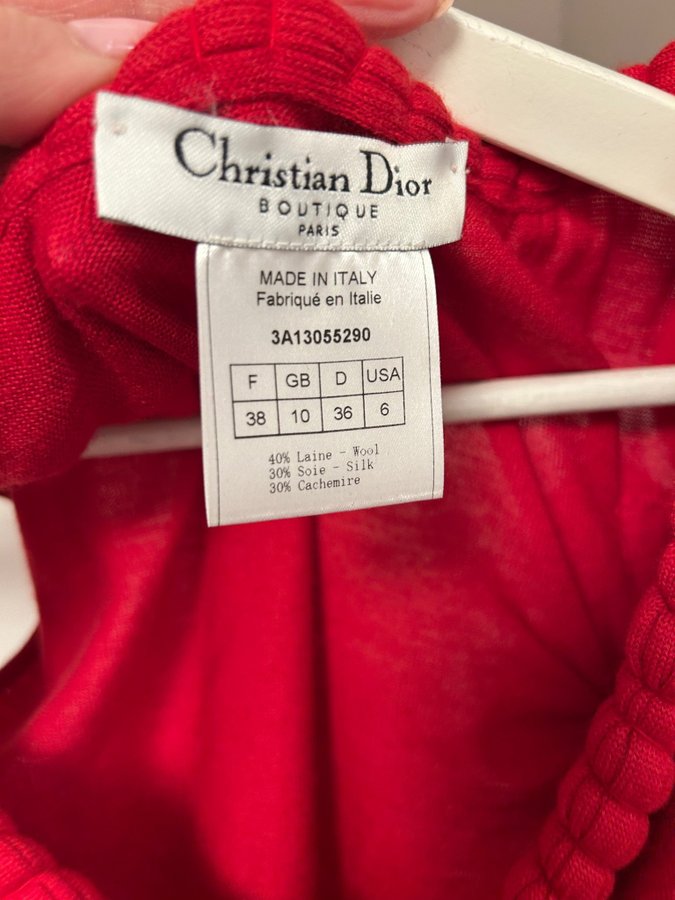 Christian Dior
BOUTIQUE
PARIS
MADE IN ITALY
Fabriqué en Italie
3A13055290
F GB D USA
38 10 36 6
40% Laine - Wool
30% Soie - Silk
30% Cachemire